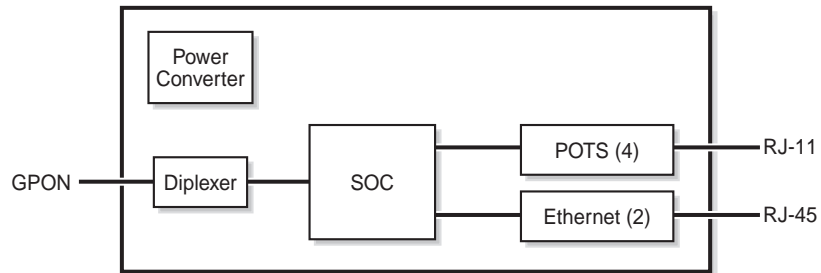 Power
Converter
GPON
Diplexer
SOC
POTS (4)
RJ-11
Ethernet (2)
RJ-45